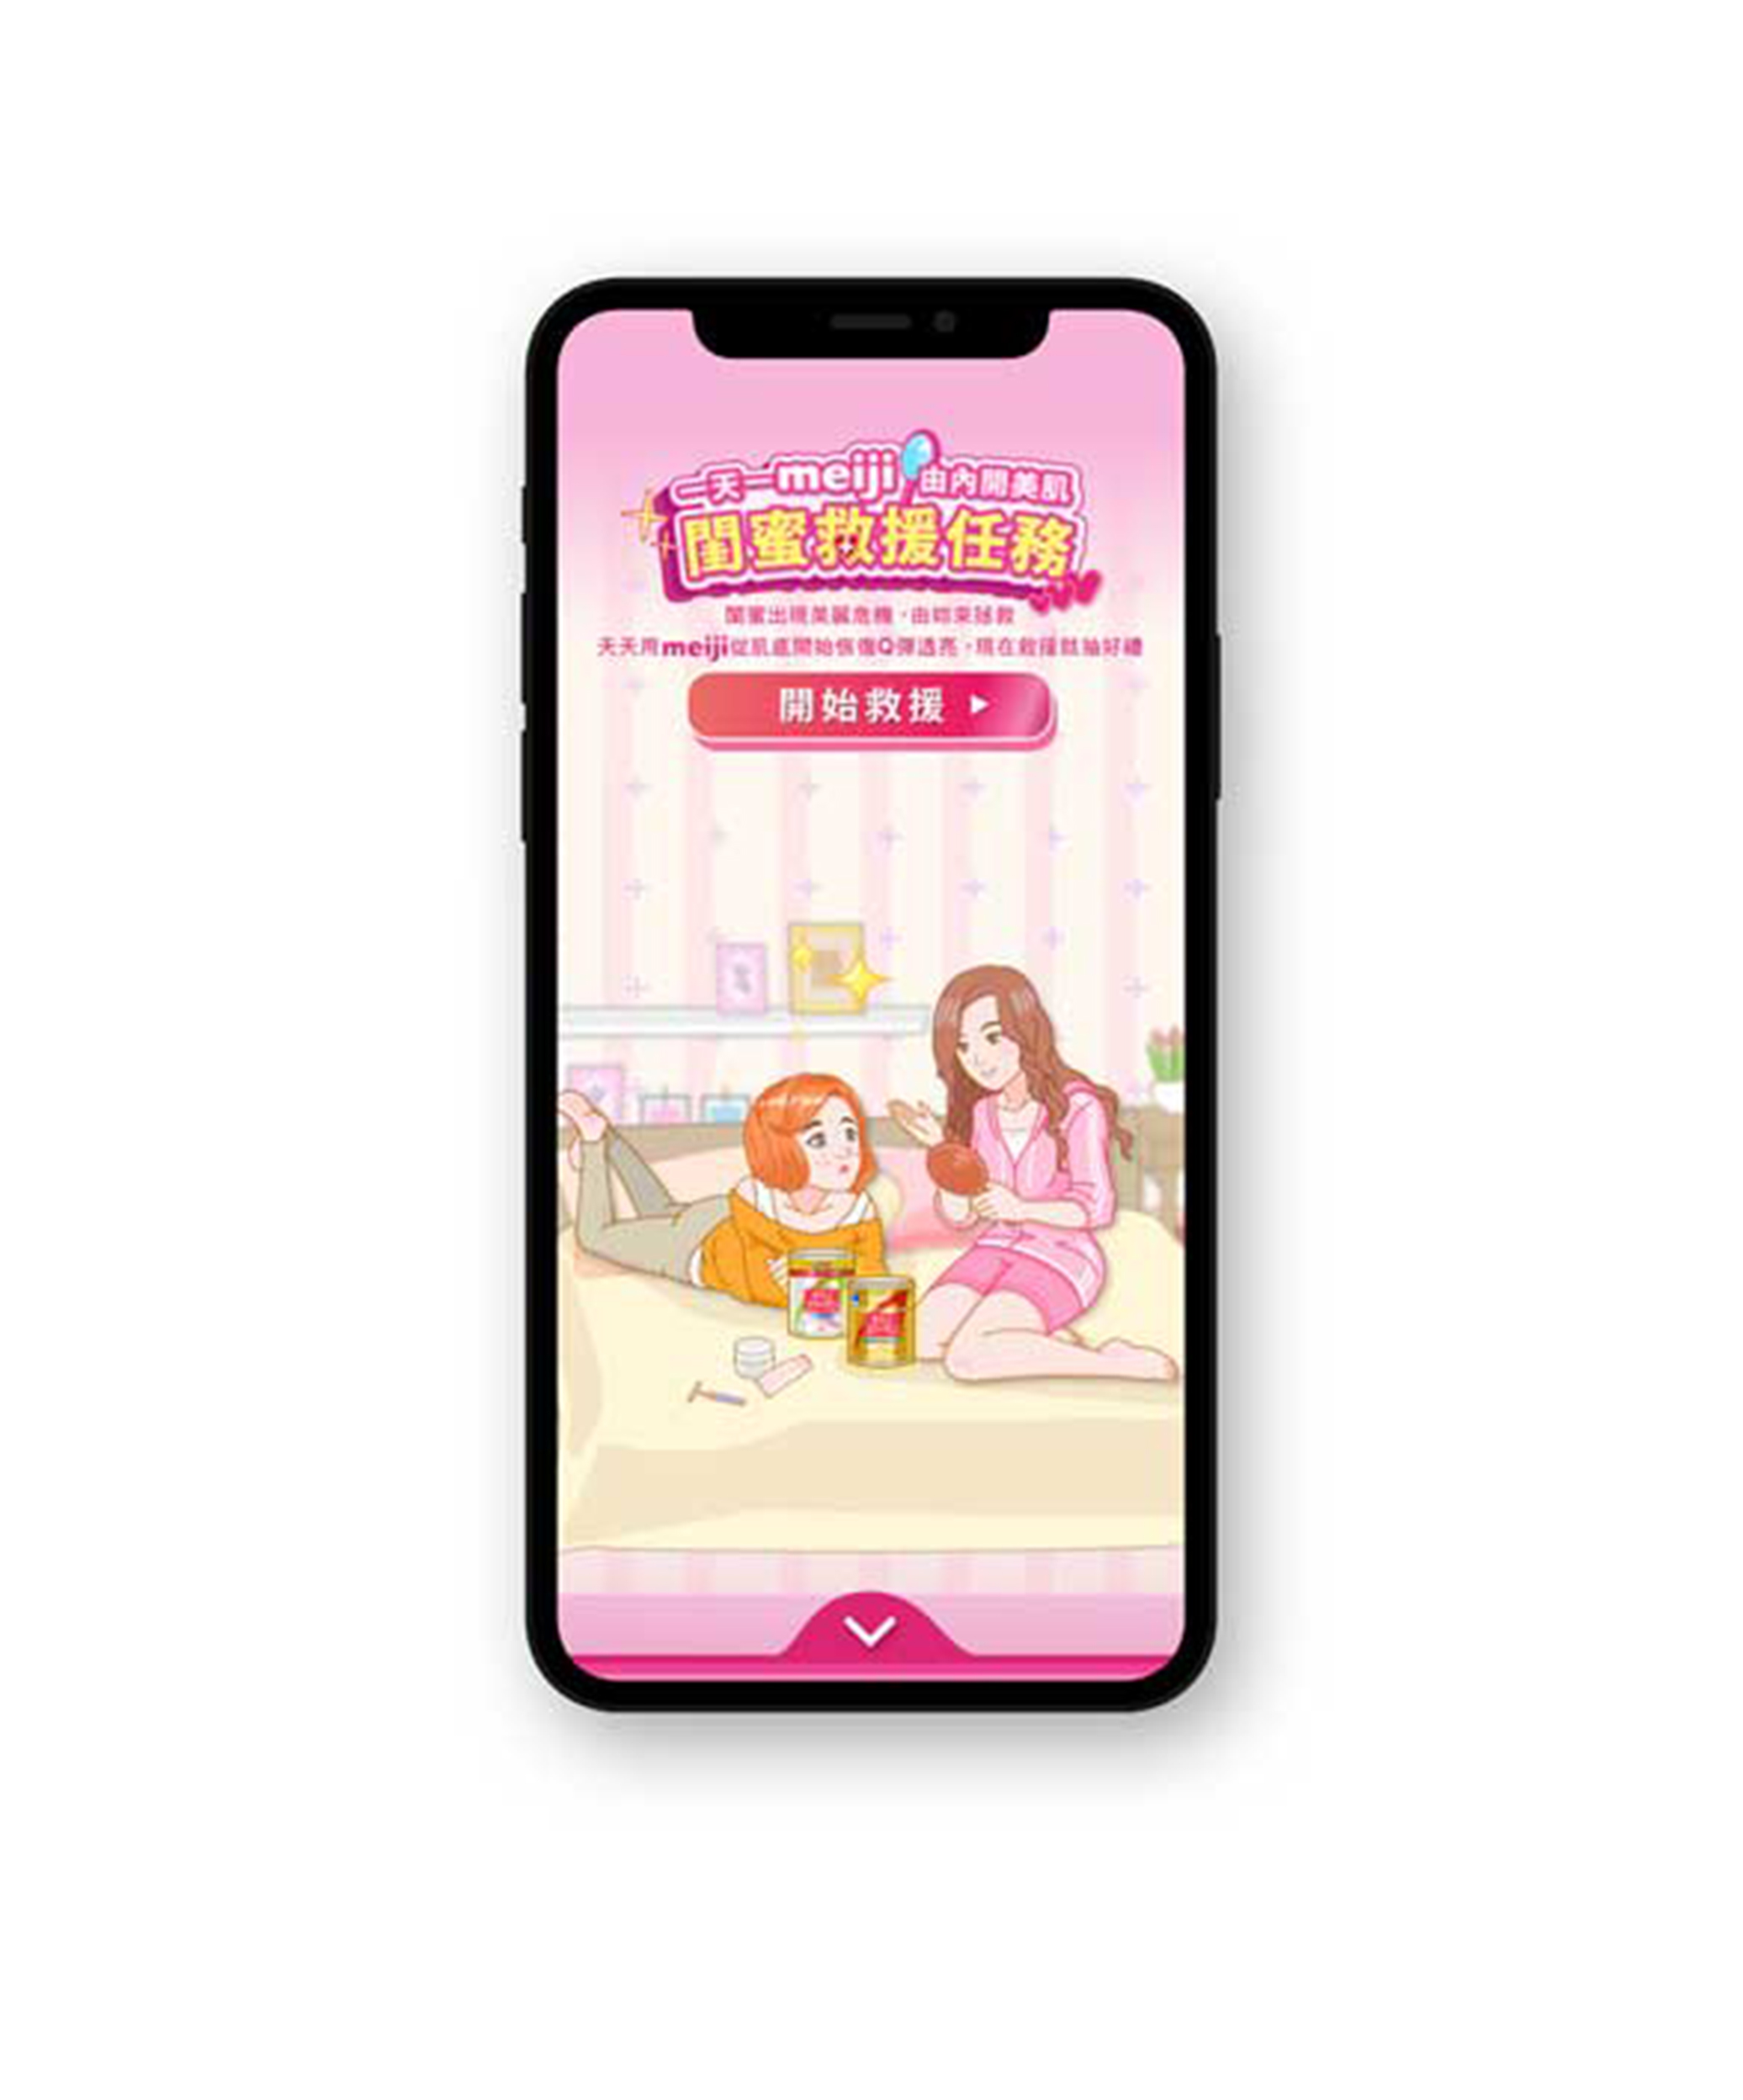 一天一meiji 由內開美肌
閨蜜救援任務
閨蜜出現美麗危機，由妳來拯救
天天用meiji從肌底開始恢復Q彈透亮，現在救援就抽好禮
開始救援